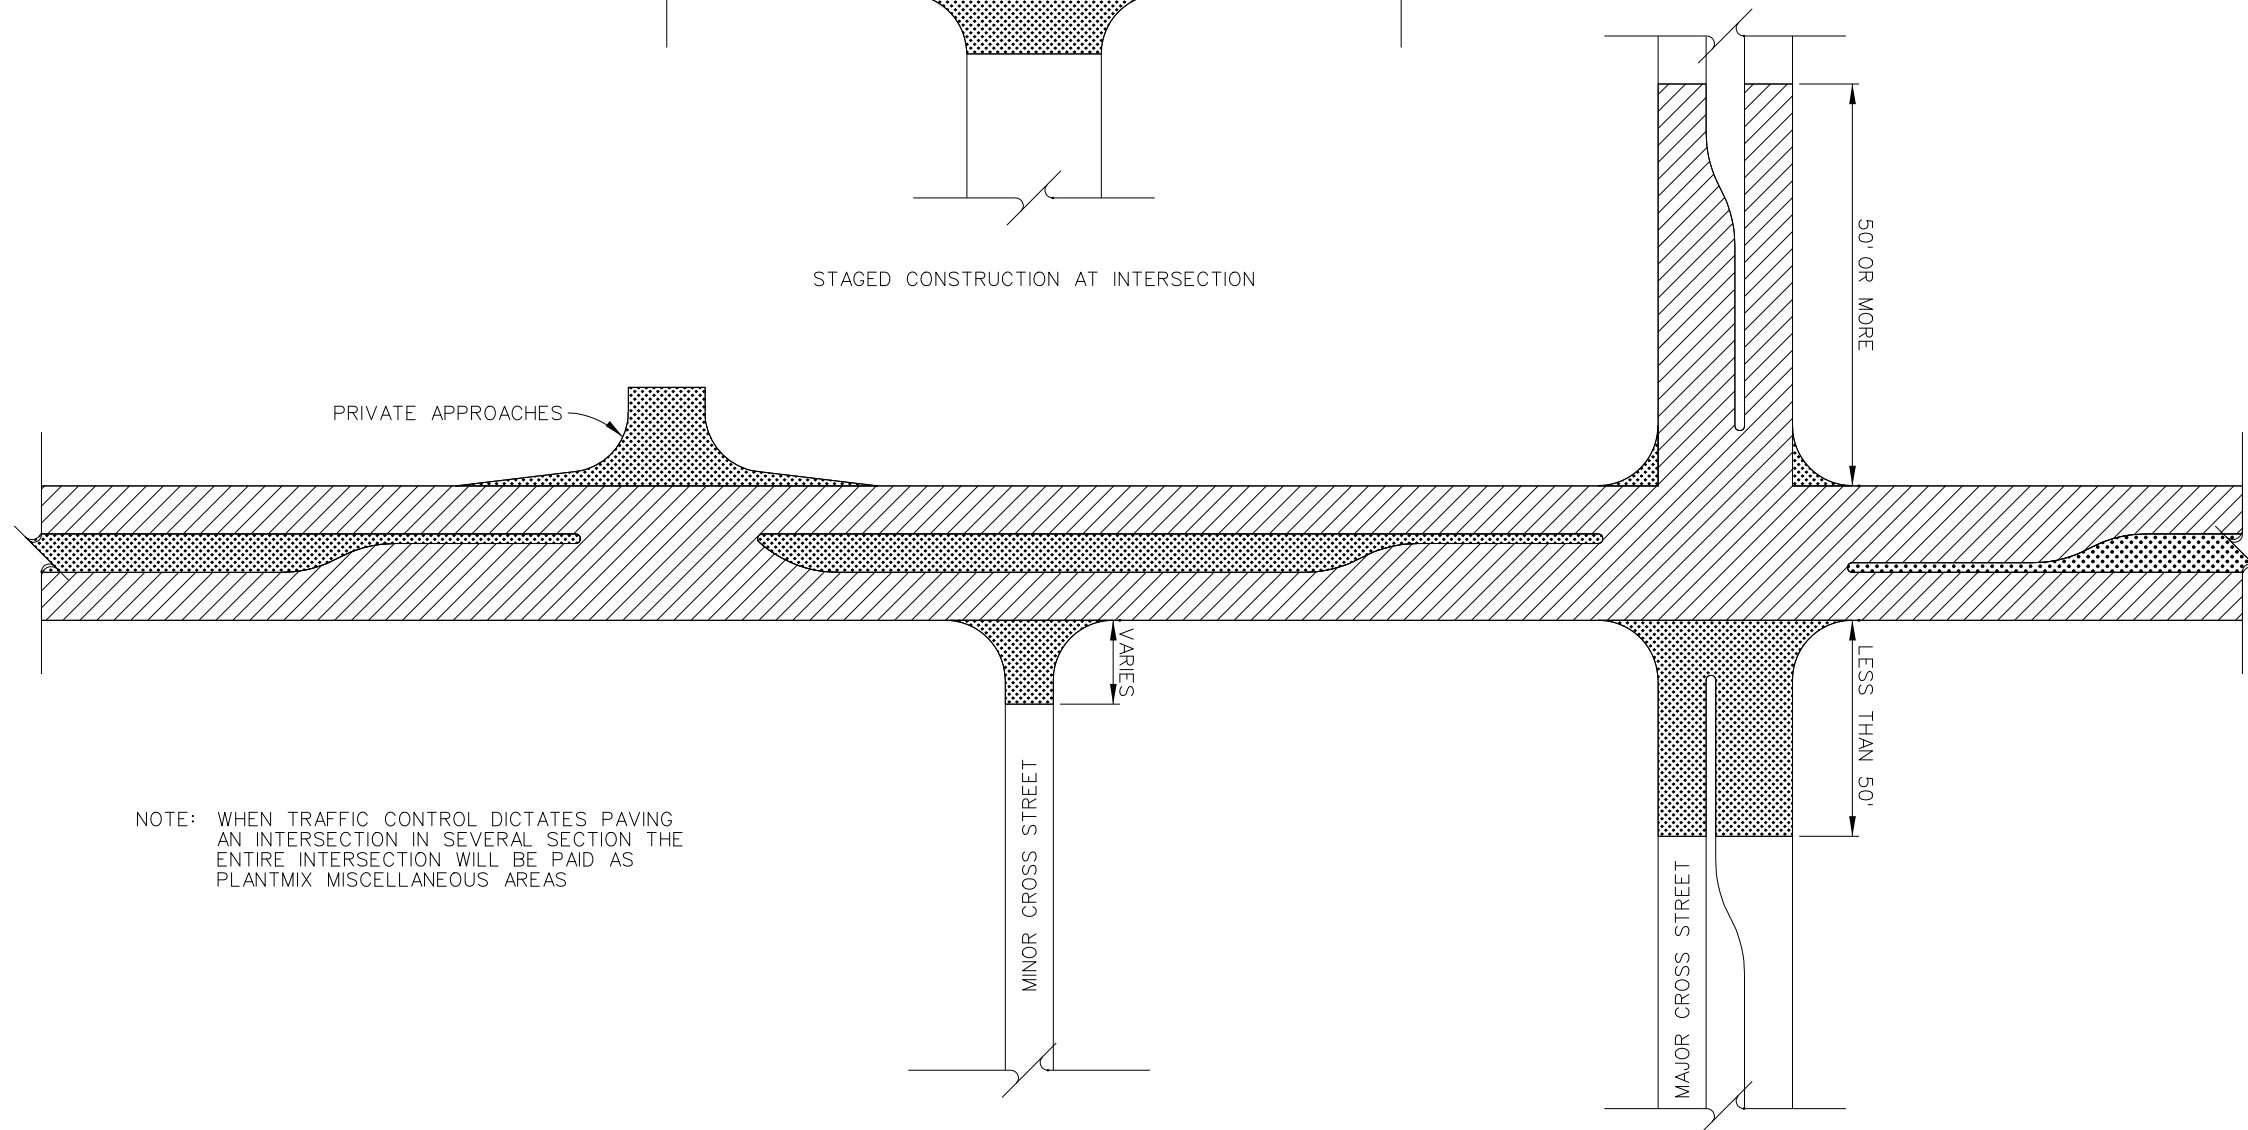 STAGED CONSTRUCTION AT INTERSECTION
50' OR MORE
PRIVATE APPROACHES
VARIES
LESS THAN 50'
MINOR CROSS STREET
MAJOR CROSS STREET
NOTE: WHEN TRAFFIC CONTROL DICTATES PAVING
AN INTERSECTION IN SEVERAL SECTION THE
ENTIRE INTERSECTION WILL BE PAID AS
PLANTMIX MISCELLANEOUS AREAS